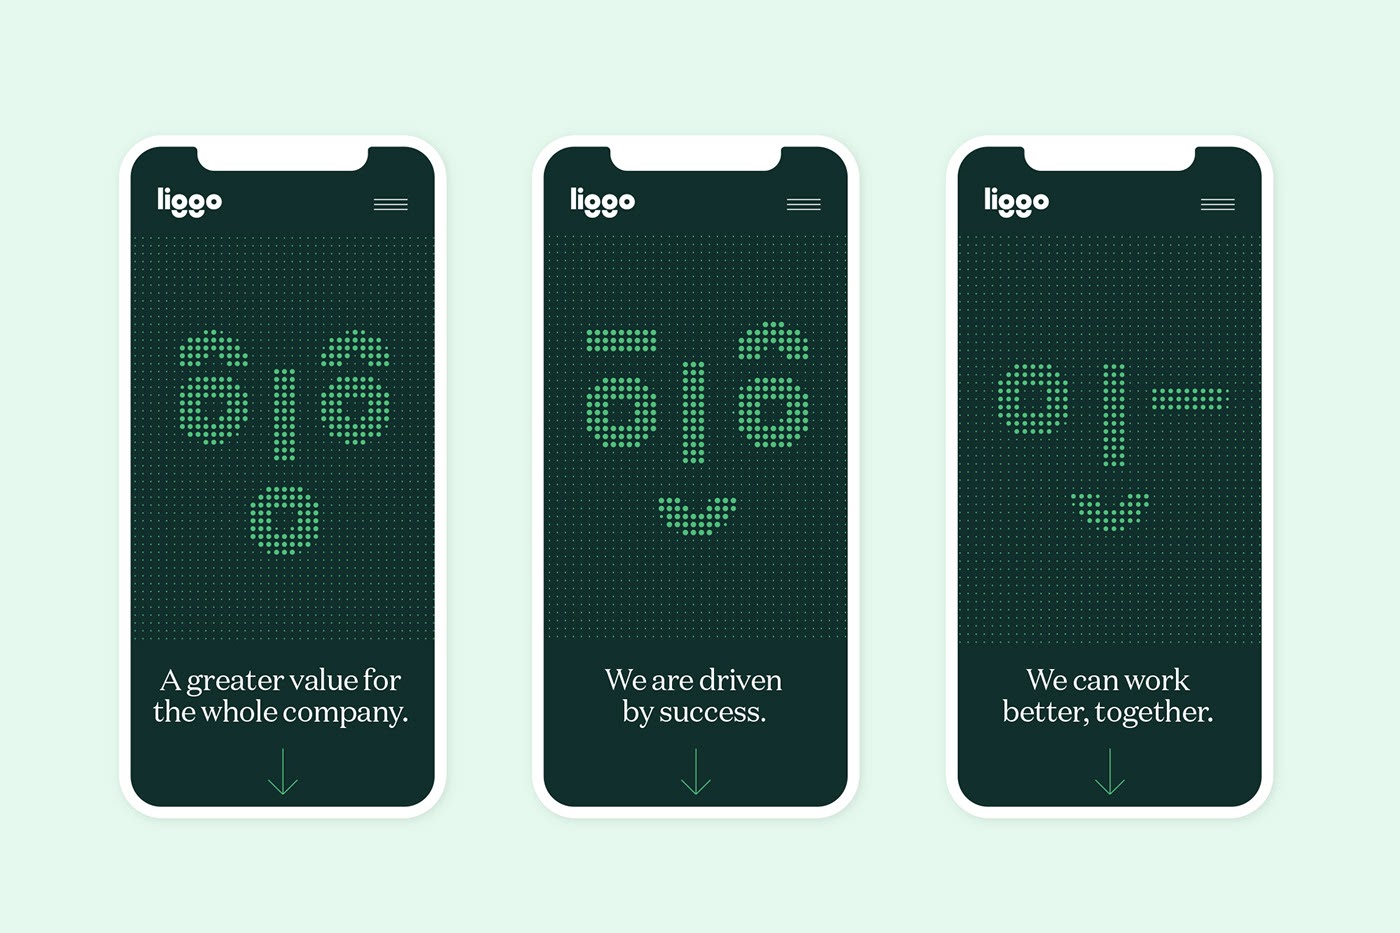 liggo
A greater value for
the whole company.
liggo
We are driven
by success.
liggo
We can work
better, together.